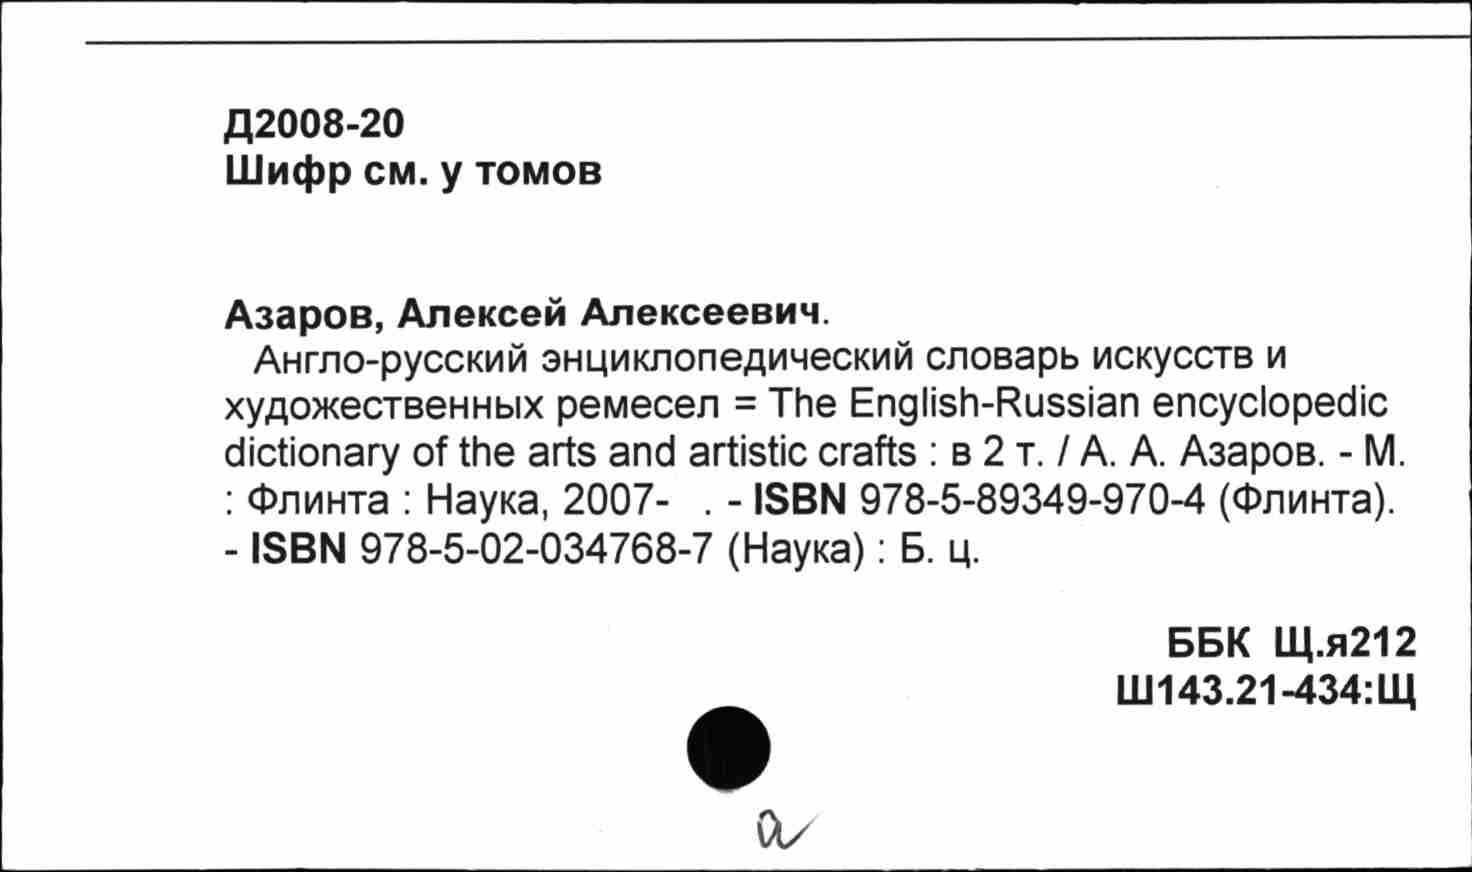 Д2008-20
Шифр см. у томов
Азаров, Алексей Алексеевич.
Англо-русский энциклопедический словарь искусств и
художественных ремесел = The English-Russian encyclopedic
dictionary of the arts and artistic crafts : в 2 т. / А. А. Азаров. - М.
: Флинта : Наука, 2007-   . - ISBN 978-5-89349-970-4 (Флинта).
- ISBN 978-5-02-034768-7 (Наука) : Б. ц.
ББК Щ.я212
Ш143.21-434:Щ
а